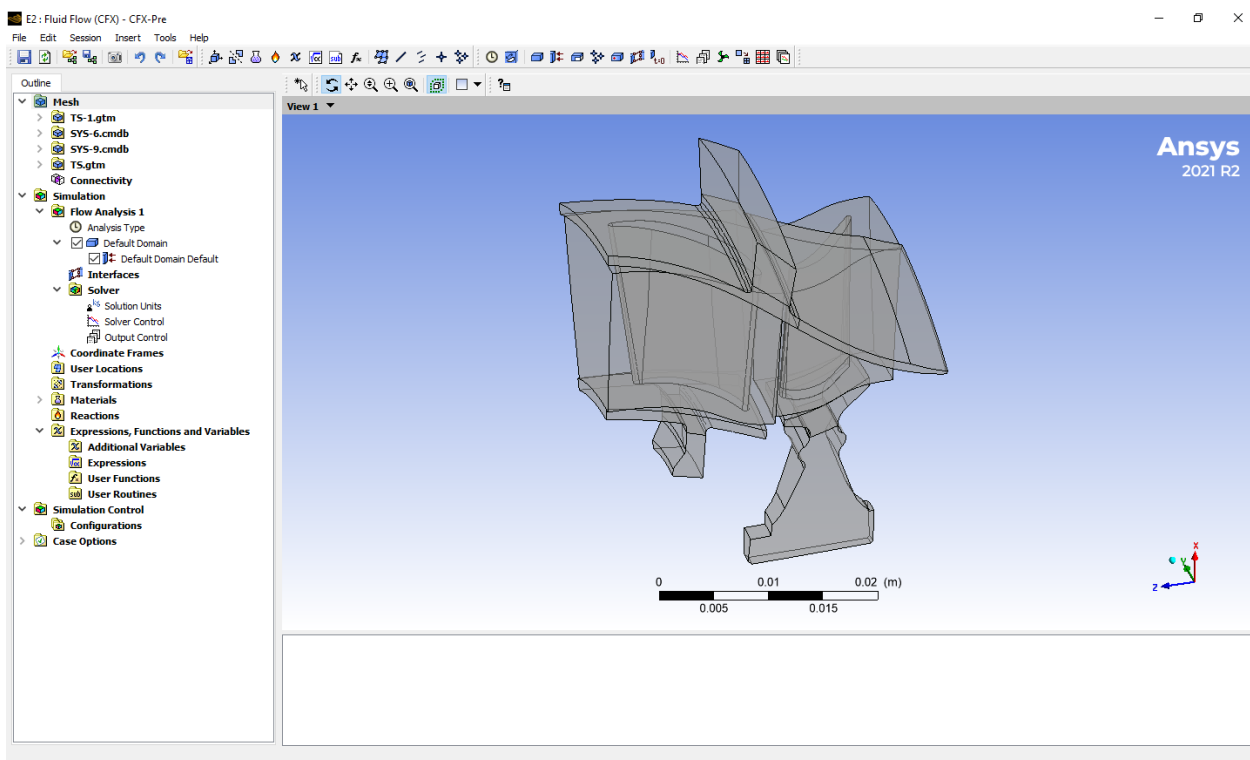 E2 : Fluid Flow (CFX) - CFX-Pre
File Edit Session Insert Tools Help
Outline
Mesh
TS-1.gtm
SYS-6.cmdb
SYS-9.cmdb
TS.gtm
Connectivity
Simulation
Flow Analysis 1
Analysis Type
Default Domain
Default Domain Default
Interfaces
Solver
Solution Units
Solver Control
Output Control
Coordinate Frames
User Locations
Transformations
Materials
Reactions
Expressions, Functions and Variables
Additional Variables
Expressions
User Functions
User Routines
Simulation Control
Configurations
Case Options
View 1
Ansys
2021 R2
0 0.01 0.02 (m)
0.005 0.015
X
Y
Z